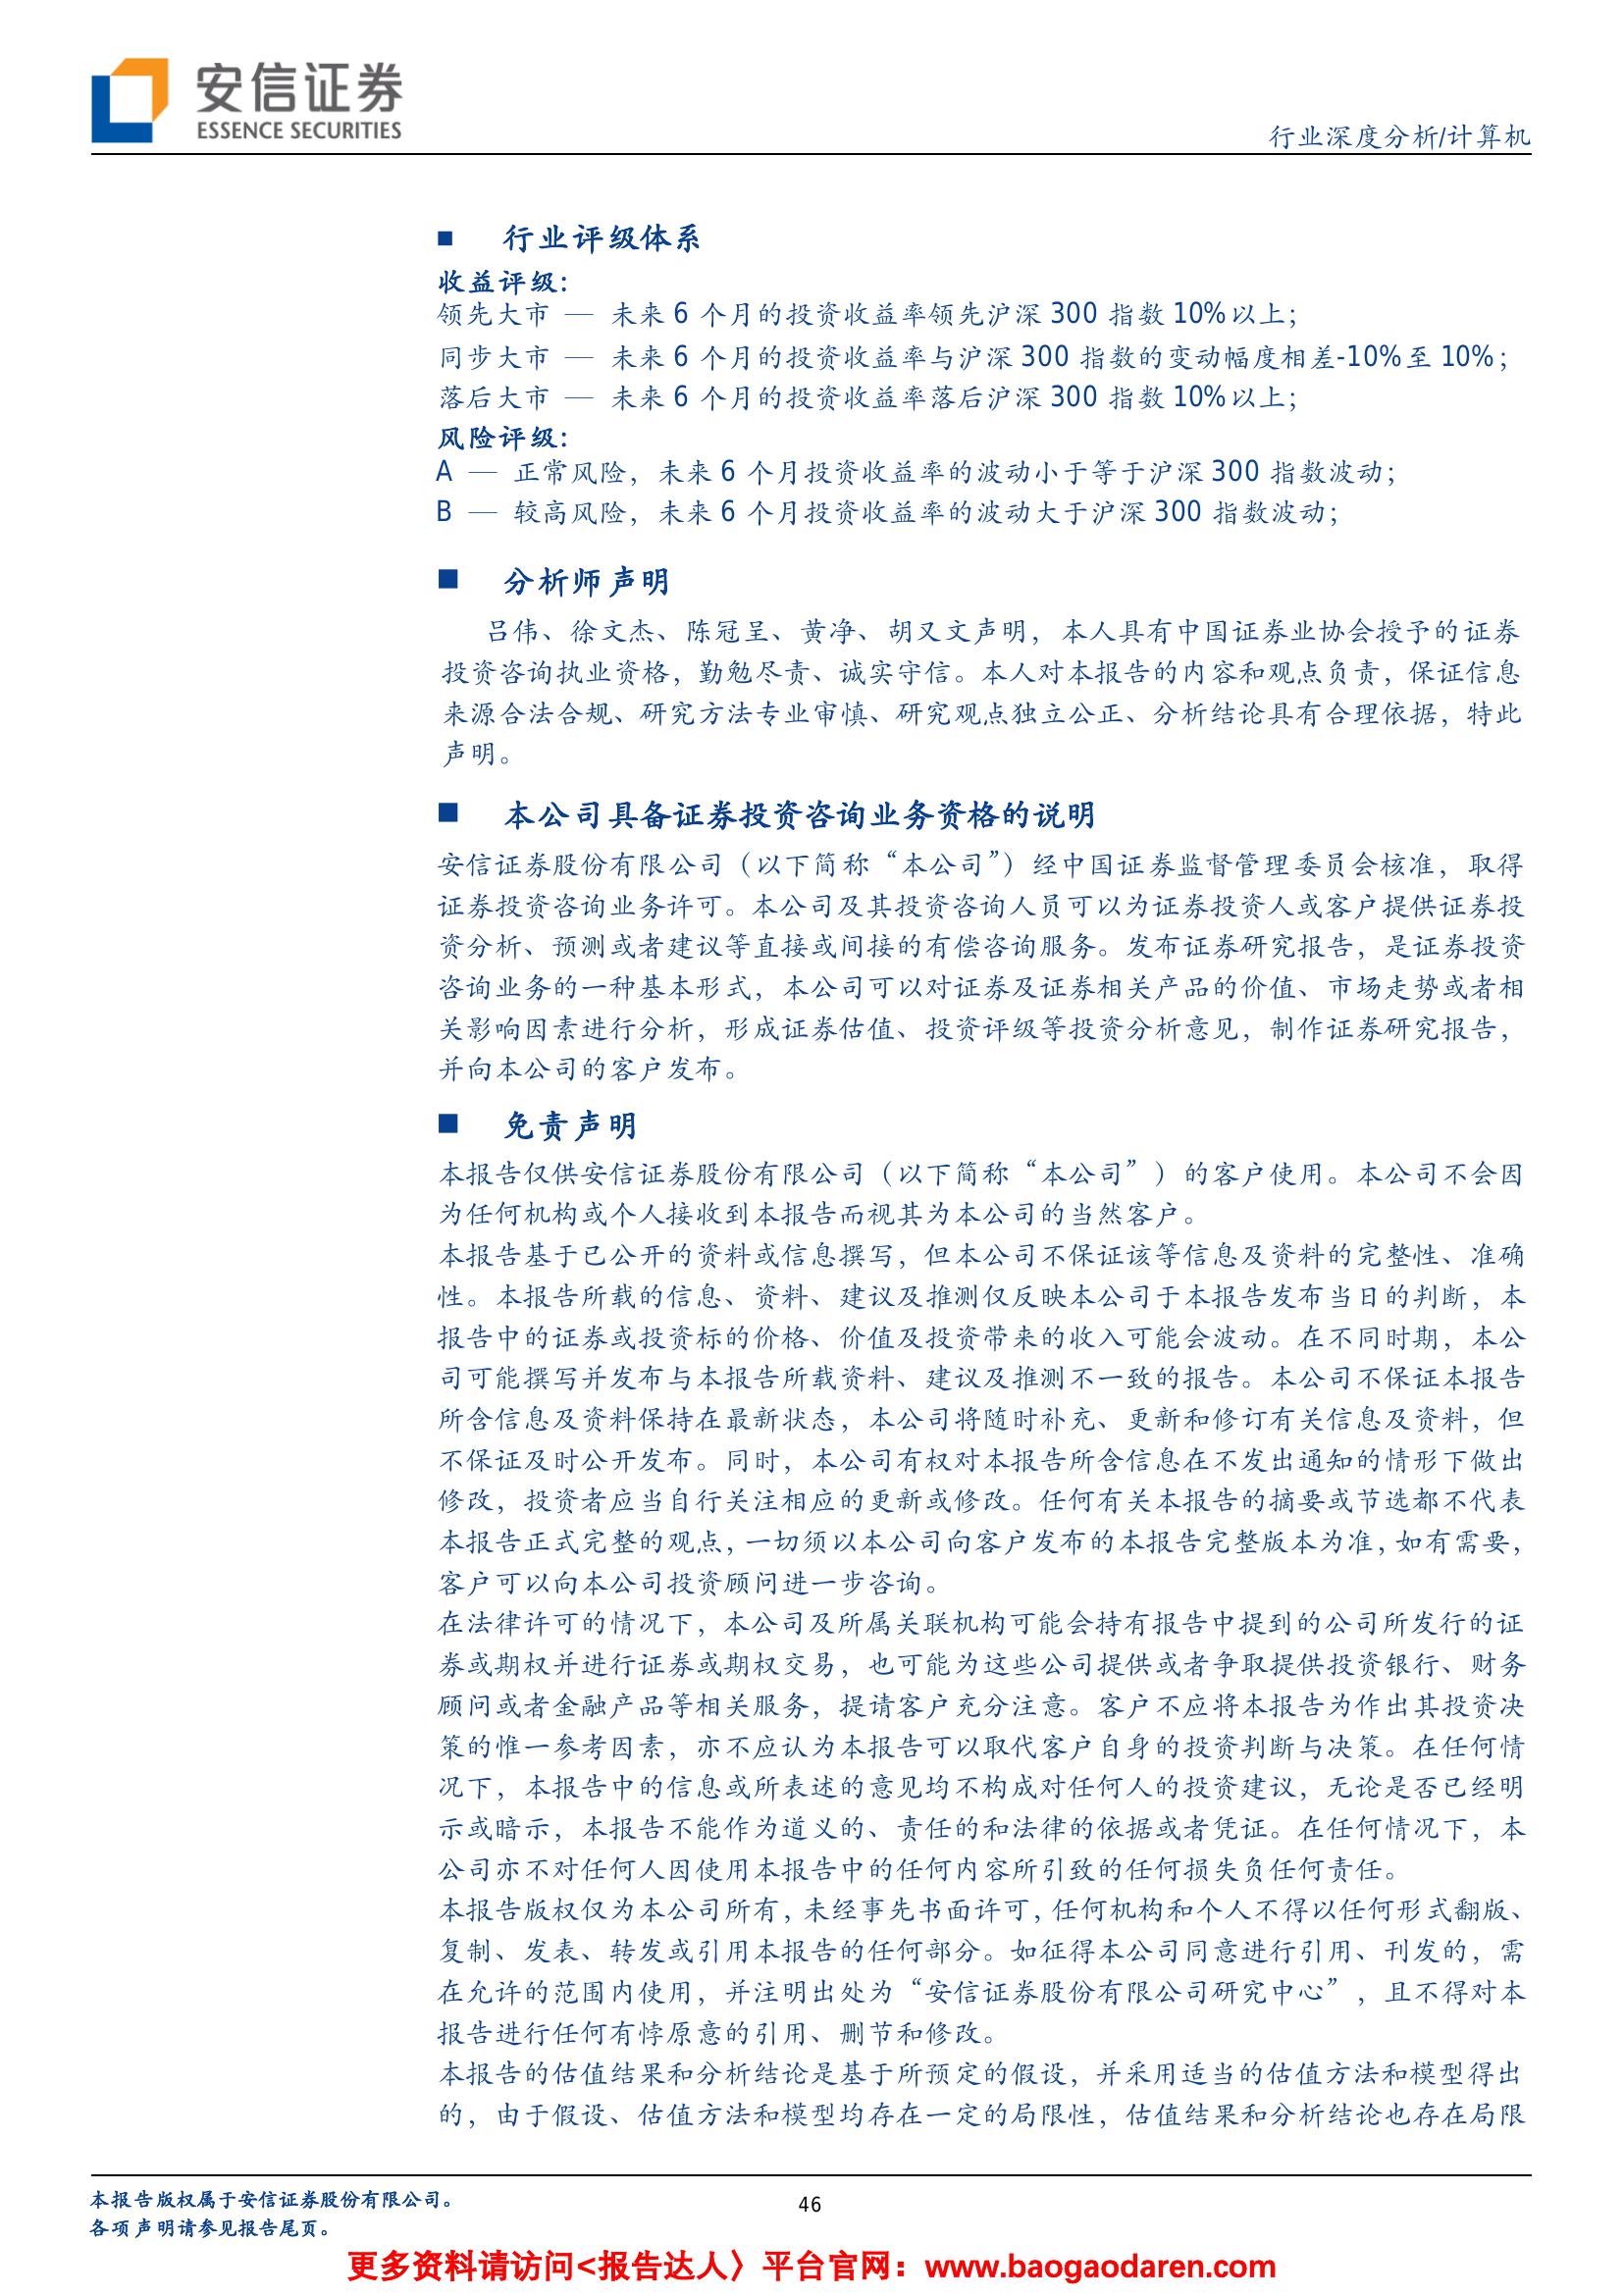 安信证券
ESSENCE SECURITIES
行业深度分析/计算机
■ 行业评级体系
收益评级：
领先大市 — 未来 6 个月的投资收益率领先沪深 300 指数 10%以上；
同步大市 — 未来 6 个月的投资收益率与沪深 300 指数的变动幅度相差-10%至 10%；
落后大市 — 未来 6 个月的投资收益率落后沪深 300 指数 10%以上；
风险评级：
A — 正常风险，未来 6 个月投资收益率的波动小于等于沪深 300 指数波动；
B — 较高风险，未来 6 个月投资收益率的波动大于沪深 300 指数波动；
■ 分析师声明
吕伟、徐文杰、陈冠呈、黄净、胡又文声明，本人具有中国证券业协会授予的证券
投资咨询执业资格，勤勉尽责、诚实守信。本人对本报告的内容和观点负责，保证信息
来源合法合规、研究方法专业审慎、研究观点独立公正、分析结论具有合理依据，特此
声明。
■ 本公司具备证券投资咨询业务资格的说明
安信证券股份有限公司（以下简称“本公司”）经中国证券监督管理委员会核准，取得
证券投资咨询业务许可。本公司及其投资咨询人员可以为证券投资人或客户提供证券投
资分析、预测或者建议等直接或间接的有偿咨询服务。发布证券研究报告，是证券投资
咨询业务的一种基本形式，本公司可以对证券及证券相关产品的价值、市场走势或者相
关影响因素进行分析，形成证券估值、投资评级等投资分析意见，制作证券研究报告，
并向本公司的客户发布。
■ 免责声明
本报告仅供安信证券股份有限公司（以下简称“本公司”）的客户使用。本公司不会因
为任何机构或个人接收到本报告而视其为本公司的当然客户。
本报告基于已公开的资料或信息撰写，但本公司不保证该等信息及资料的完整性、准确
性。本报告所载的信息、资料、建议及推测仅反映本公司于本报告发布当日的判断，本
报告中的证券或投资标的价格、价值及投资带来的收入可能会波动。在不同时期，本公
司可能撰写并发布与本报告所载资料、建议及推测不一致的报告。本公司不保证本报告
所含信息及资料保持在最新状态，本公司将随时补充、更新和修订有关信息及资料，但
不保证及时公开发布。同时，本公司有权对本报告所含信息在不发出通知的情形下做出
修改，投资者应当自行关注相应的更新或修改。任何有关本报告的摘要或节选都不代表
本报告正式完整的观点，一切须以本公司向客户发布的本报告完整版本为准，如有需要，
客户可以向本公司投资顾问进一步咨询。
在法律许可的情况下，本公司及所属关联机构可能会持有报告中提到的公司所发行的证
券或期权并进行证券或期权交易，也可能为这些公司提供或者争取提供投资银行、财务
顾问或者金融产品等相关服务，提请客户充分注意。客户不应将本报告为作出其投资决
策的惟一参考因素，亦不应认为本报告可以取代客户自身的投资判断与决策。在任何情
况下，本报告中的信息或所表述的意见均不构成对任何人的投资建议，无论是否已经明
示或暗示，本报告不能作为道义的、责任的和法律的依据或者凭证。在任何情况下，本
公司亦不对任何人因使用本报告中的任何内容所引致的任何损失负任何责任。
本报告版权仅为本公司所有，未经事先书面许可，任何机构和个人不得以任何形式翻版、
复制、发表、转发或引用本报告的任何部分。如征得本公司同意进行引用、刊发的，需
在允许的范围内使用，并注明出处为“安信证券股份有限公司研究中心”，且不得对本
报告进行任何有悖原意的引用、删节和修改。
本报告的估值结果和分析结论是基于所预定的假设，并采用适当的估值方法和模型得出
的，由于假设、估值方法和模型均存在一定的局限性，估值结果和分析结论也存在局限
本报告版权属于安信证券股份有限公司。
各项声明请参见报告尾页。
46
更多资料请访问<报告达人〉平台官网：www.baogaodaren.com